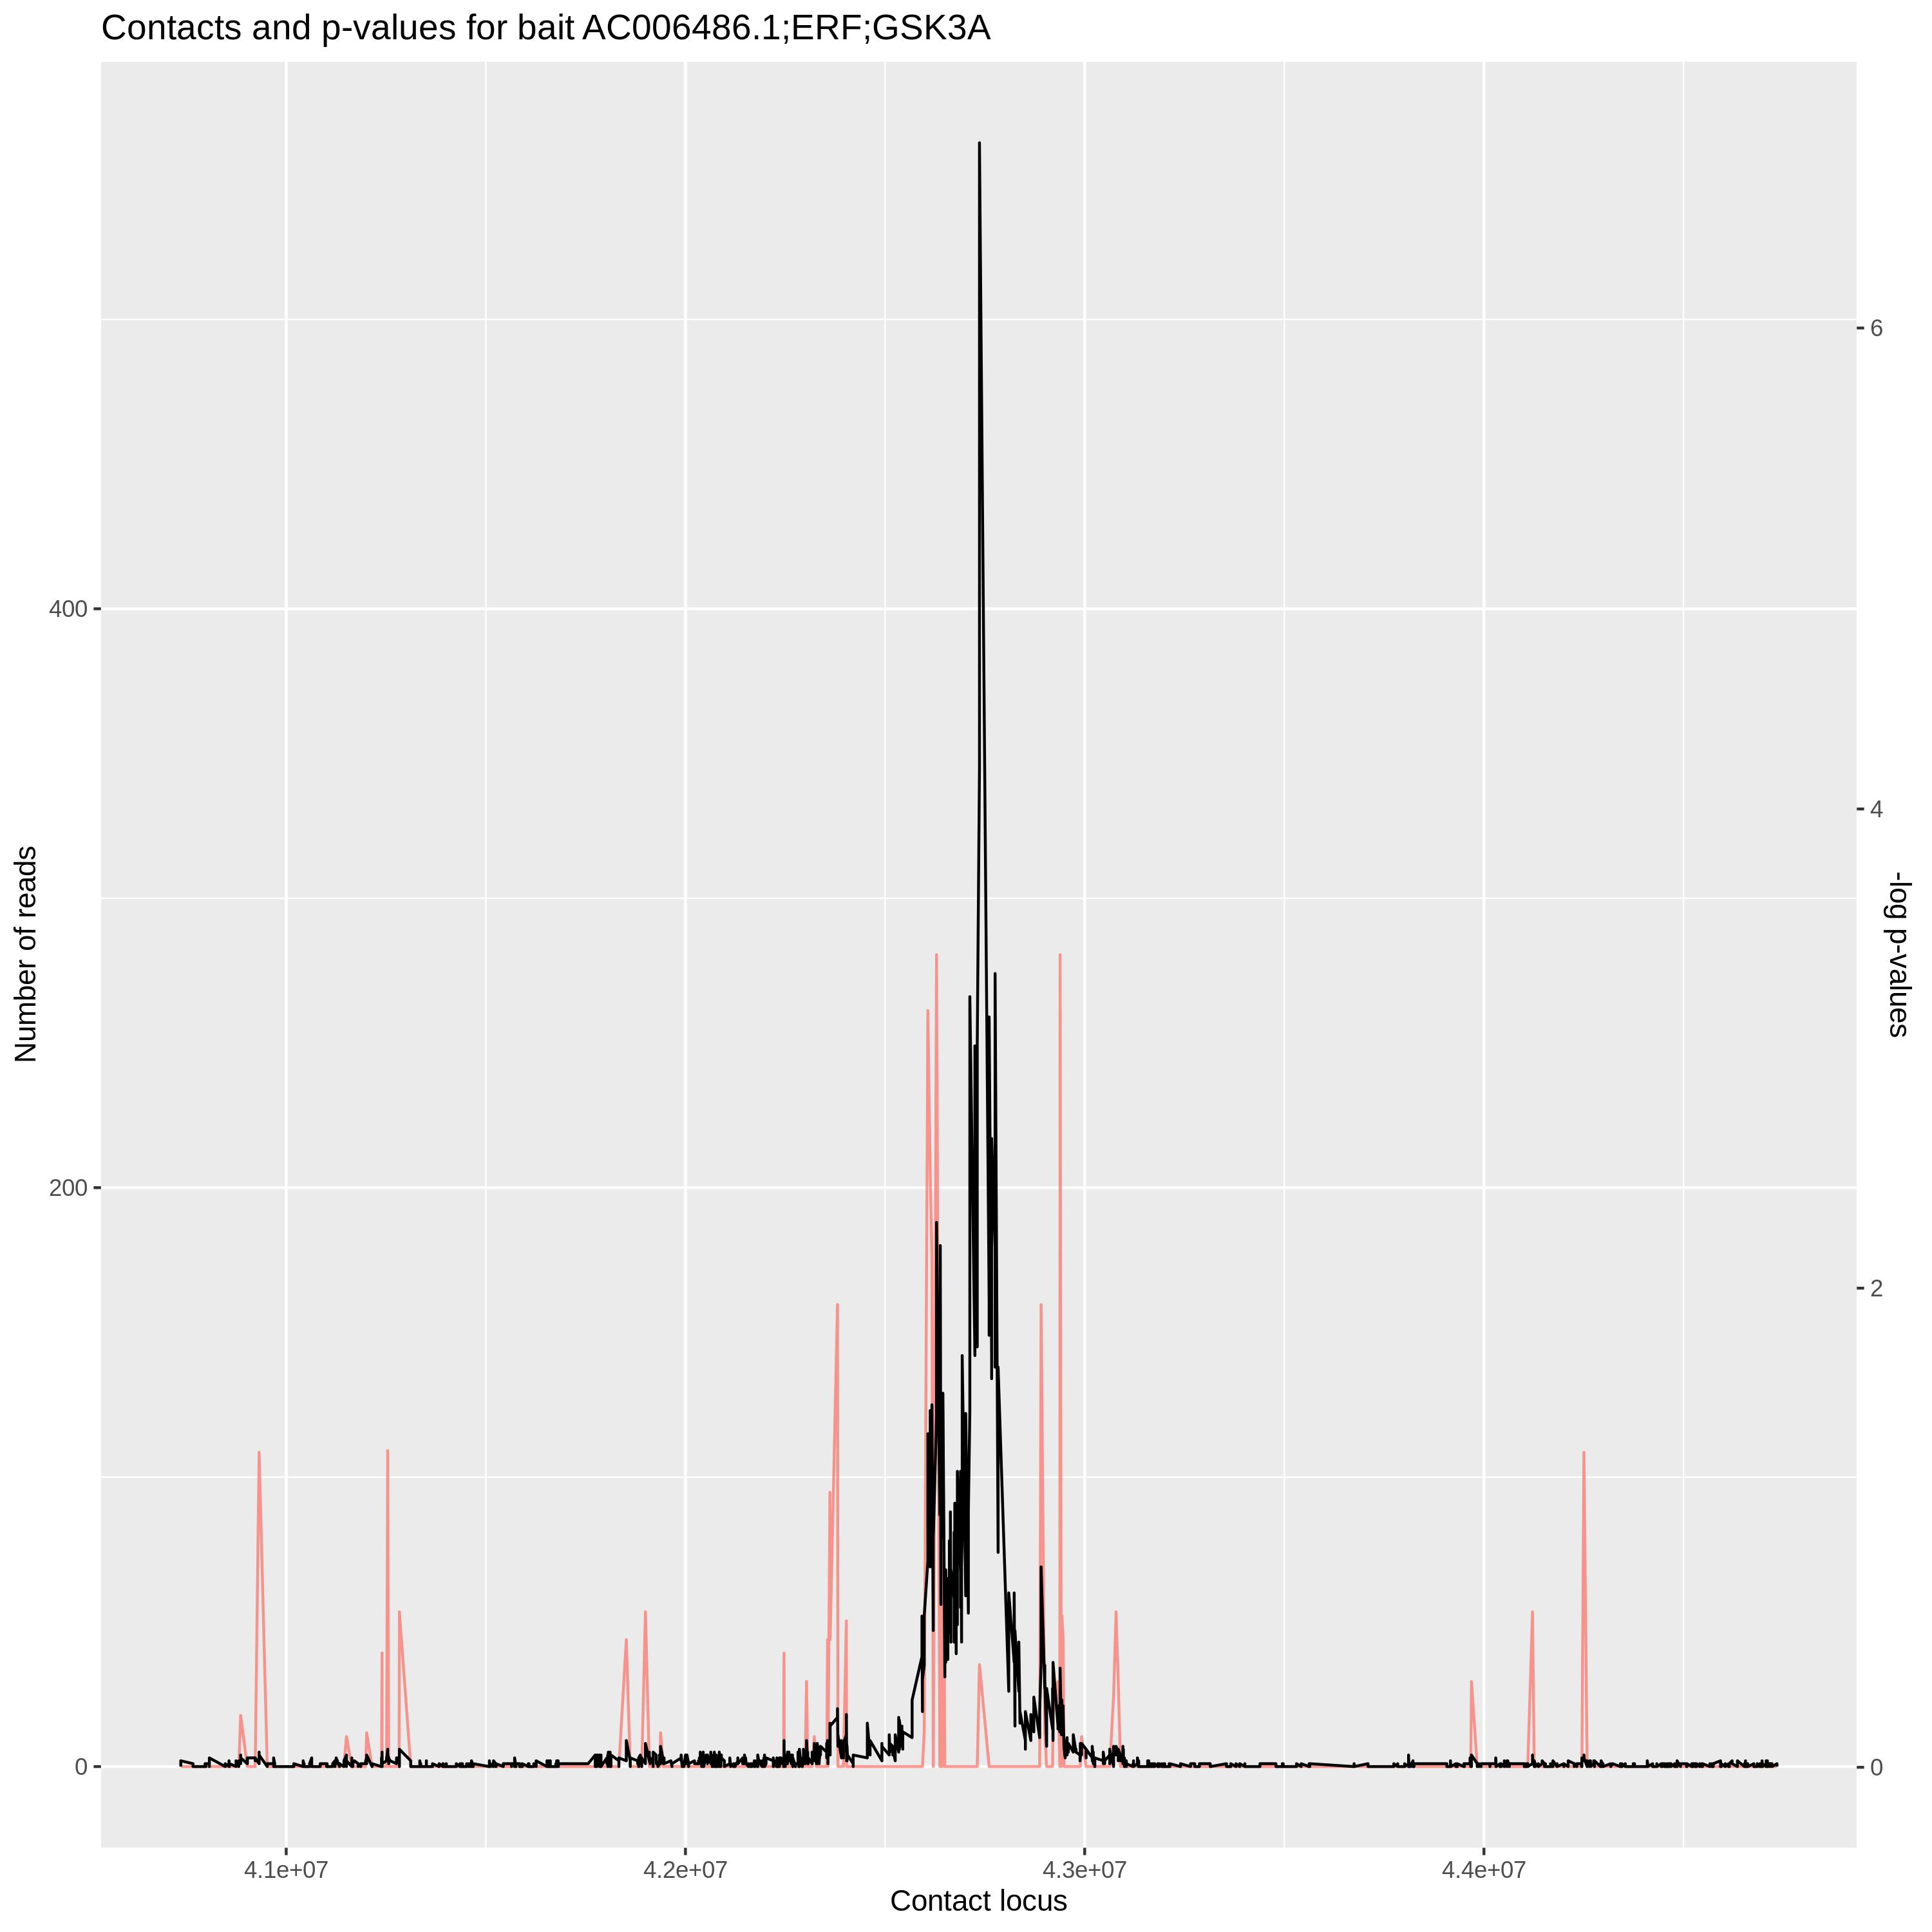 Contacts and p-values for bait AC006486.1;ERF;GSK3A
Number of reads
400
200
0
6
4
2
0
-log p-values
4.1e+07
4.2e+07
4.3e+07
4.4e+07
Contact locus